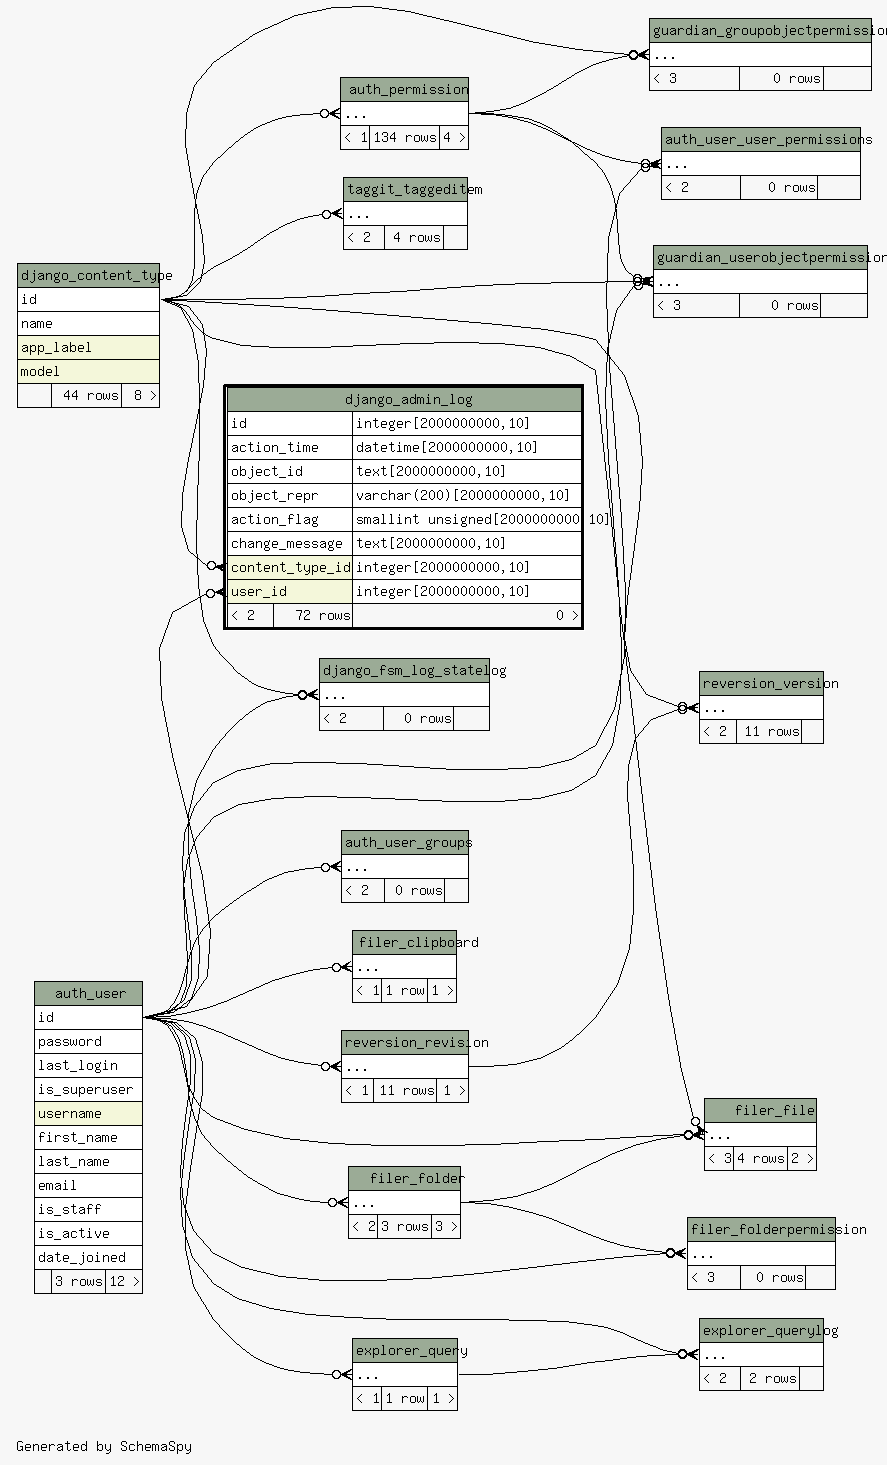 guardian_groupobjectpermission
...
< 3 0 rows
auth_permission
...
< 1 134 rows 4 >
auth_user_user_permissions
...
< 2 0 rows
taggit_taggeditem
...
< 2 4 rows
guardian_userobjectpermission
...
< 3 0 rows
django_content_type
id
name
app_label
model
44 rows 8 >
django_admin_log
id integer[2000000000,10]
action_time datetime[2000000000,10]
object_id text[2000000000,10]
object_repr varchar(200)[2000000000,10]
action_flag smallint unsigned[2000000000,10]
change_message text[2000000000,10]
content_type_id integer[2000000000,10]
user_id integer[2000000000,10]
< 2 72 rows 0 >
django_fsm_log_statelog
...
< 2 0 rows
reversion_version
...
< 2 11 rows
auth_user_groups
...
< 2 0 rows
filer_clipboard
...
< 1 1 row 1 >
auth_user
id
password
last_login
is_superuser
username
first_name
last_name
email
is_staff
is_active
date_joined
3 rows 12 >
reversion_revision
...
< 1 11 rows 1 >
filer_file
...
< 3 4 rows 2 >
filer_folder
...
< 2 3 rows 3 >
filer_folderpermission
...
< 3 0 rows
explorer_querylog
...
< 2 2 rows
explorer_query
...
< 1 1 row 1 >
Generated by SchemaSpy